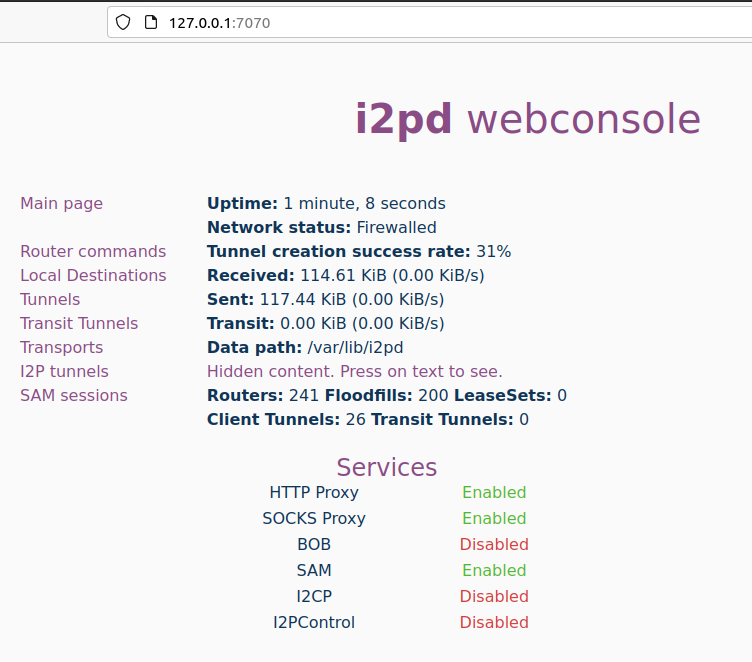 127.0.0.1:7070
i2pd webconsole
Main page
Router commands
Local Destinations
Tunnels
Transit Tunnels
Transports
I2P tunnels
SAM sessions
Uptime: 1 minute, 8 seconds
Network status: Firewalled
Tunnel creation success rate: 31%
Received: 114.61 KiB (0.00 KiB/s)
Sent: 117.44 KiB (0.00 KiB/s)
Transit: 0.00 KiB (0.00 KiB/s)
Data path: /var/lib/i2pd
Hidden content. Press on text to see.
Routers: 241 Floodfills: 200 LeaseSets: 0
Client Tunnels: 26 Transit Tunnels: 0
Services
HTTP Proxy Enabled
SOCKS Proxy Enabled
BOB Disabled
SAM Enabled
I2CP Disabled
I2PControl Disabled